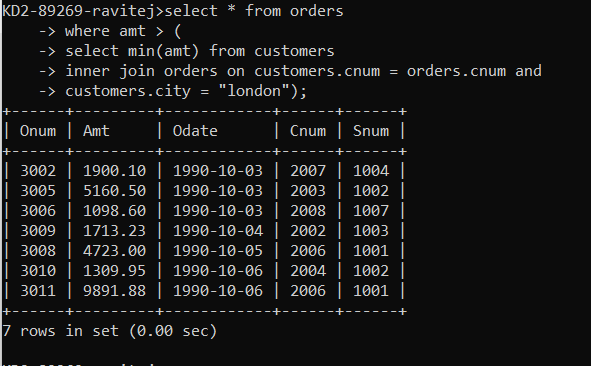 KD2-89269-ravitej>select * from orders
    -> where amt > (
    -> select min(amt) from customers
    -> inner join orders on customers.cnum = orders.cnum and
    -> customers.city = "london");
+------+---------+------------+------+------+
| Onum | Amt     | Odate      | Cnum | Snum |
+------+---------+------------+------+------+
| 3002 | 1900.10 | 1990-10-03 | 2007 | 1004 |
| 3005 | 5160.50 | 1990-10-03 | 2003 | 1002 |
| 3006 | 1098.60 | 1990-10-03 | 2008 | 1007 |
| 3009 | 1713.23 | 1990-10-04 | 2002 | 1003 |
| 3008 | 4723.00 | 1990-10-05 | 2006 | 1001 |
| 3010 | 1309.95 | 1990-10-06 | 2004 | 1002 |
| 3011 | 9891.88 | 1990-10-06 | 2006 | 1001 |
+------+---------+------------+------+------+
7 rows in set (0.00 sec)